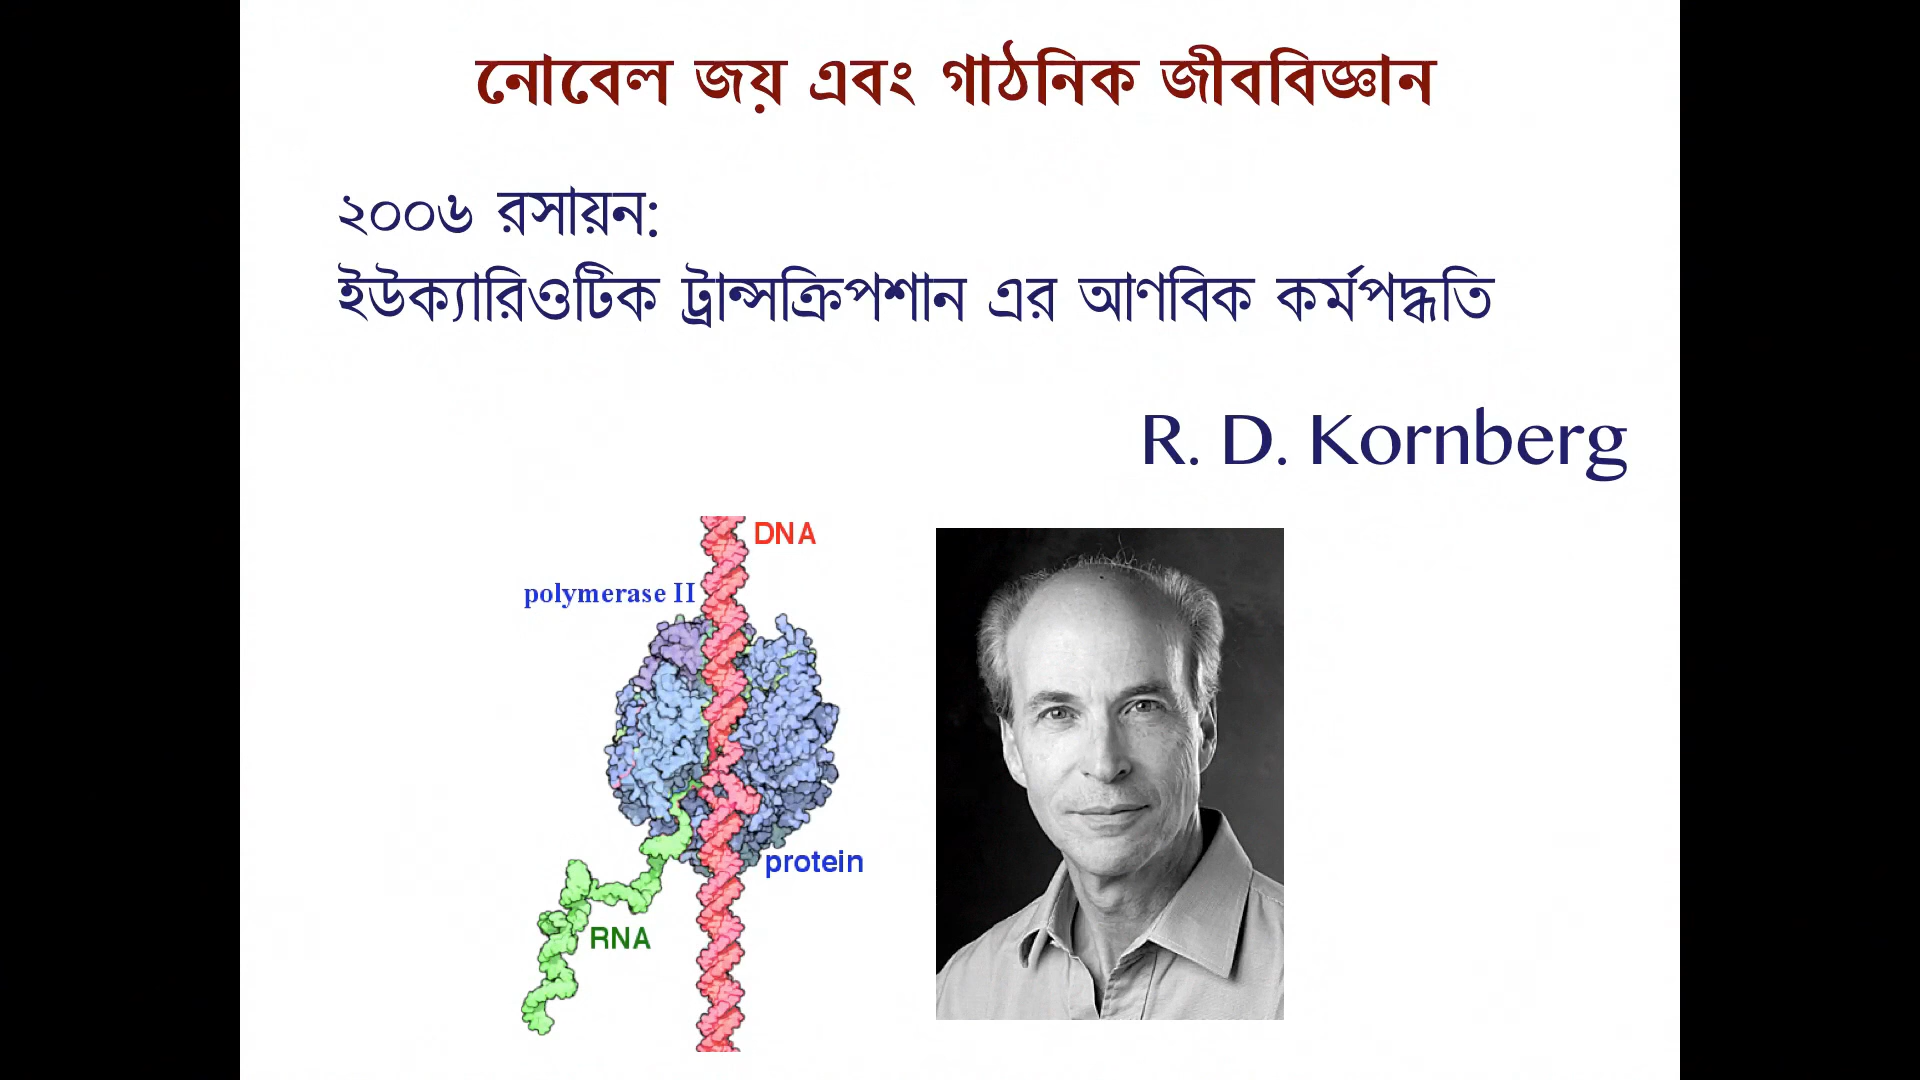 নোবেল জয় এবং গাঠনিক জীববিজ্ঞান
২০০৬ রসায়ন:
ইউক্যারিওটিক ট্রান্সক্রিপশান এর আণবিক কর্মপদ্ধতি
R. D. Kornberg
DNA
polymerase II
protein
RNA